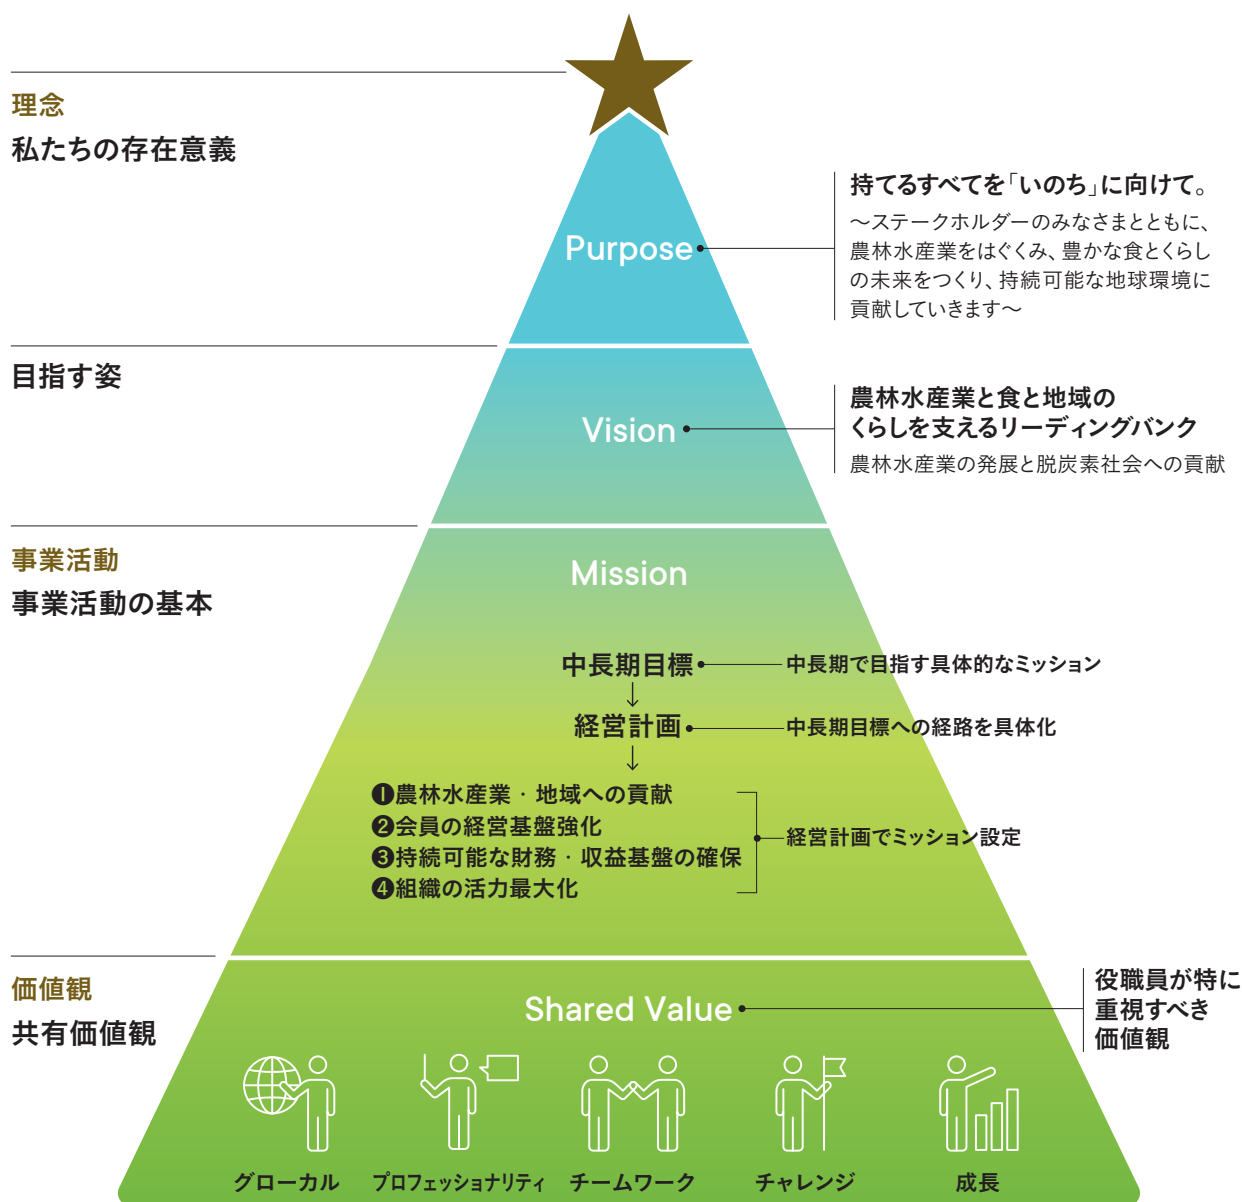 理念
私たちの存在意義
Purpose
持てるすべてを「いのち」に向けて。
～ステークホルダーのみなさまとともに、
農林水産業をはぐくみ、豊かな食とくらし
の未来をつくり、持続可能な地球環境に
貢献していきます～
目指す姿
Vision
農林水産業と食と地域の
くらしを支えるリーディングバンク
農林水産業の発展と脱炭素社会への貢献
事業活動
事業活動の基本
Mission
中長期目標
中長期で目指す具体的なミッション
↓
経営計画
中長期目標への経路を具体化
↓
❶農林水産業・地域への貢献
❷会員の経営基盤強化
❸持続可能な財務・収益基盤の確保
❹組織の活力最大化
経営計画でミッション設定
価値観
共有価値観
Shared Value
役職員が特に
重視すべき
価値観
グローカル
プロフェッショナリティ
チームワーク
チャレンジ
成長